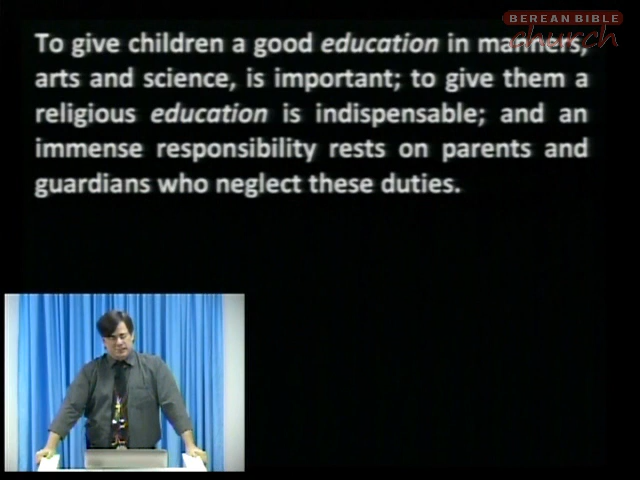 BEREAN BIBLE
church
To give children a good education in manners,
arts and science, is important; to give them a
religious education is indispensable; and an
immense responsibility rests on parents and
guardians who neglect these duties.